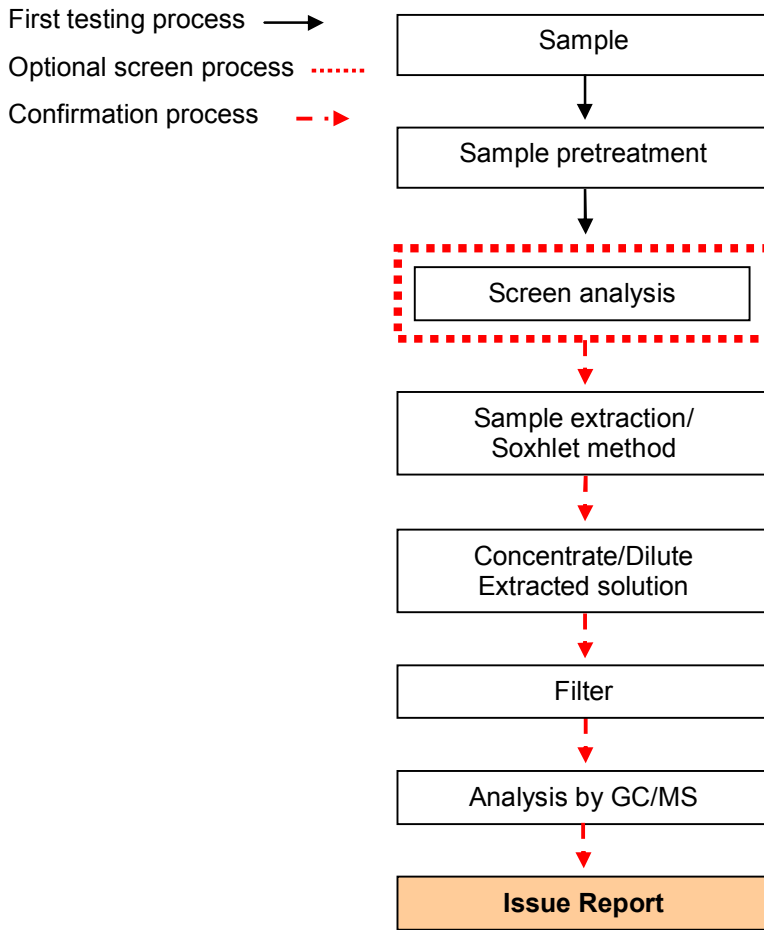 First testing process
Optional screen process
Confirmation process
Sample
Sample pretreatment
Screen analysis
Sample extraction/
Soxhlet method
Concentrate/Dilute
Extracted solution
Filter
Analysis by GC/MS
Issue Report